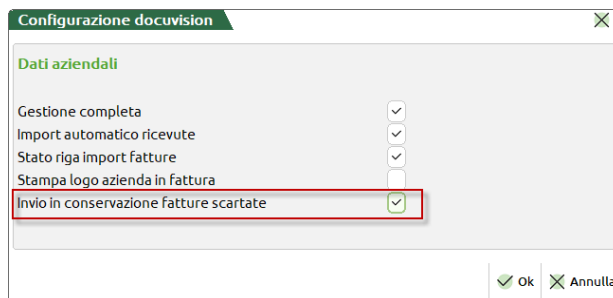 Configurazione docuvision
Dati aziendali
Gestione completa
Import automatico ricevute
Stato riga import fatture
Stampa logo azienda in fattura
Invio in conservazione fatture scartate
Ok Annulla